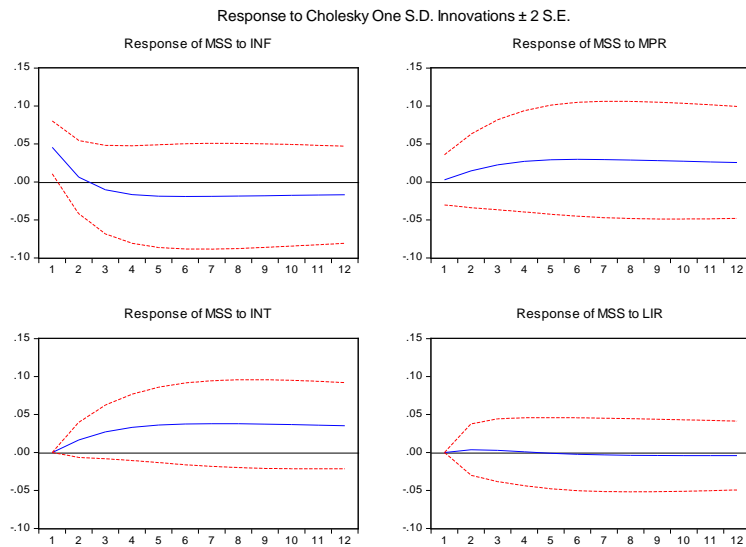 Response to Cholesky One S.D. Innovations ± 2 S.E.
Response of MSS to INF
.15
.10
.05
.00
-.05
-.10
1 2 3 4 5 6 7 8 9 10 11 12
Response of MSS to MPR
.15
.10
.05
.00
-.05
-.10
1 2 3 4 5 6 7 8 9 10 11 12
Response of MSS to INT
.15
.10
.05
.00
-.05
-.10
1 2 3 4 5 6 7 8 9 10 11 12
Response of MSS to LIR
.15
.10
.05
.00
-.05
-.10
1 2 3 4 5 6 7 8 9 10 11 12